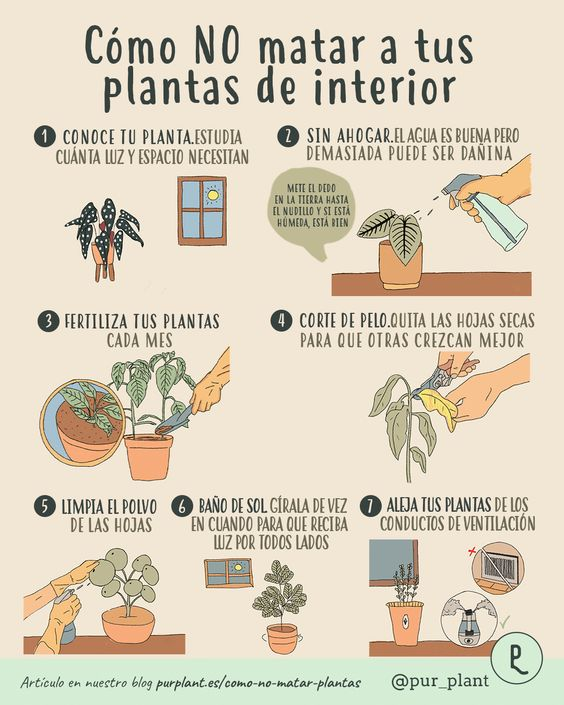 Cómo NO matar a tus
plantas de interior
1 CONOCE TU PLANTA.ESTUDIA
CUÁNTA LUZ Y ESPACIO NECESITAN
2 SIN AHOGAR.EL AGUA ES BUENA PERO
DEMASIADA PUEDE SER DAÑINA
METE EL DEDO
EN LA TIERRA HASTA
EL NUDILLO Y SI ESTÁ
HÚMEDA, ESTÁ BIEN
3 FERTILIZA TUS PLANTAS
CADA MES
4 CORTE DE PELO.QUITA LAS HOJAS SECAS
PARA QUE OTRAS CREZCAN MEJOR
5 LIMPIA EL POLVO
DE LAS HOJAS
6 BAÑO DE SOL. GÍRALA DE VEZ
EN CUANDO PARA QUE RECIBA
LUZ POR TODOS LADOS
7 ALEJA TUS PLANTAS DE LOS
CONDUCTOS DE VENTILACIÓN
Artículo en nuestro blog purplant.es/como-no-matar-plantas
@pur_plant
P